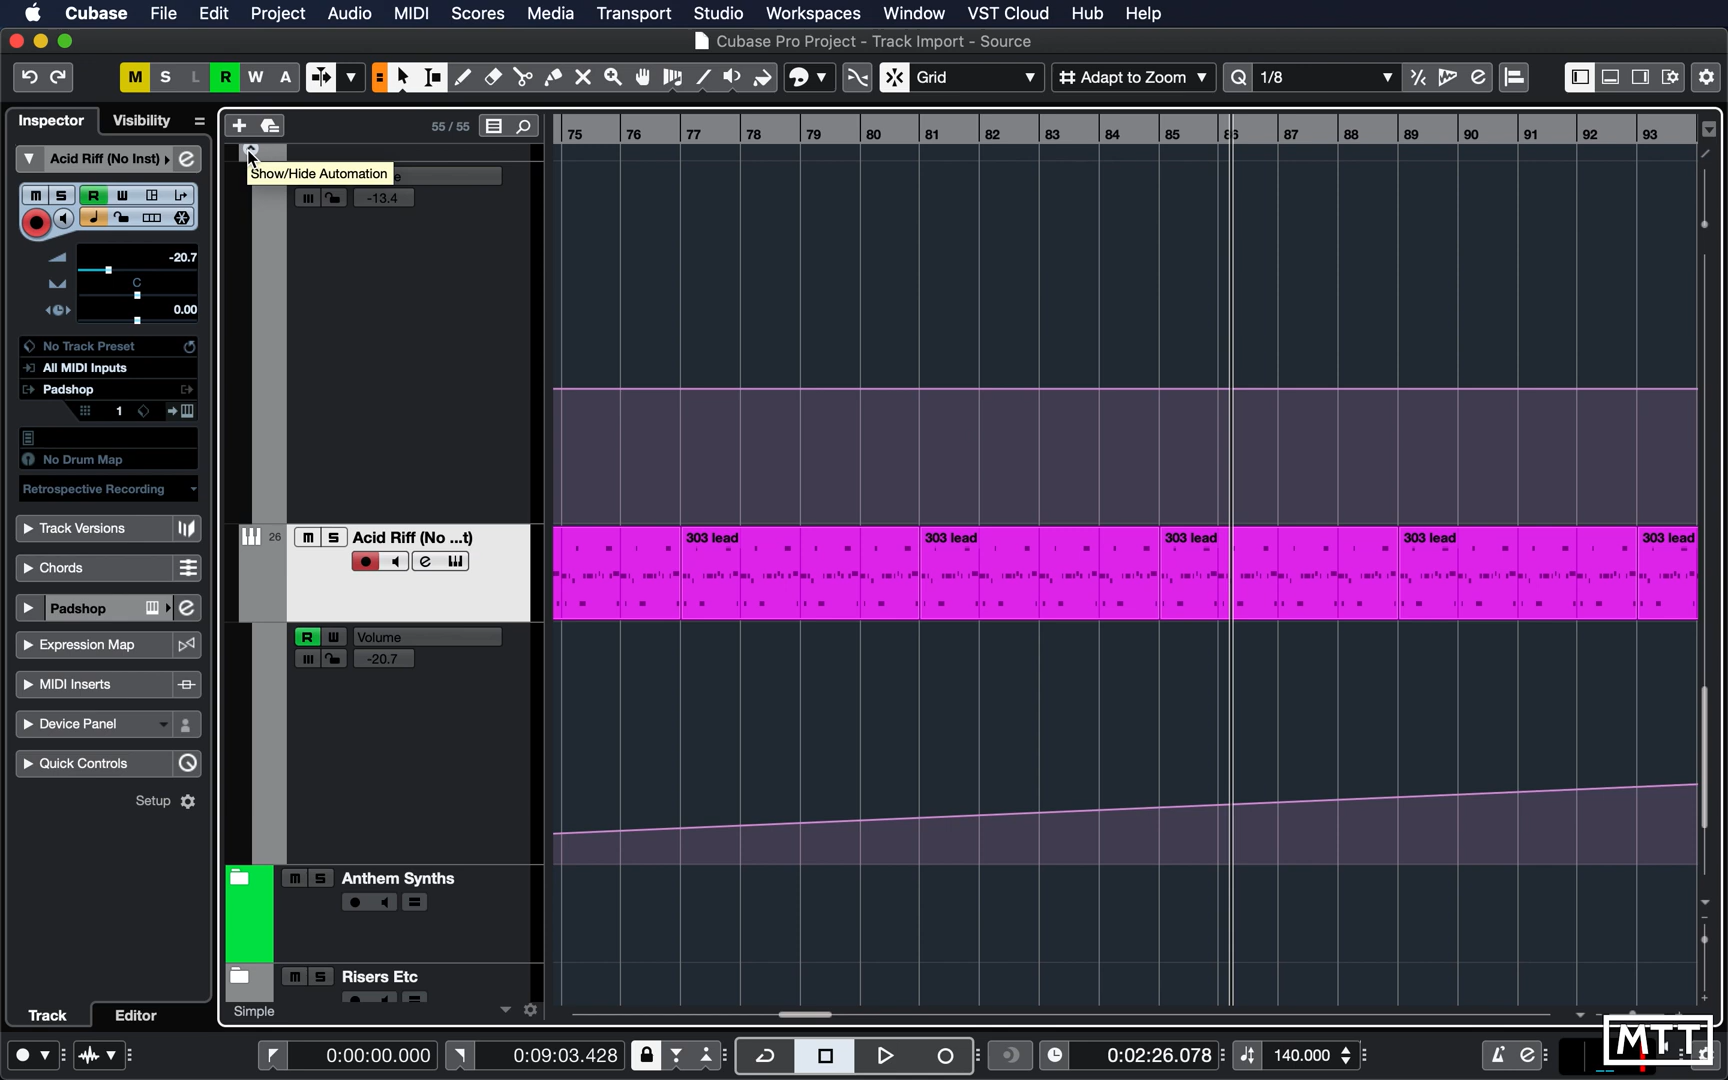 Cubase File Edit Project Audio MIDI Scores Media Transport Studio Workspaces Window VST Cloud Hub Help
Cubase Pro Project - Track Import - Source
M S L R W A Grid Adapt to Zoom Q 1/8
Inspector Visibility
55 / 55
75 76 77 78 79 80 81 82 83 84 85 86 87 88 89 90 91 92 93
Acid Riff (No Inst)
Show/Hide Automation
-13.4
-20.7
C
0.00
No Track Preset
All MIDI Inputs
Padshop
1
No Drum Map
Retrospective Recording
Track Versions
Chords
Padshop
Expression Map
MIDI Inserts
Device Panel
Quick Controls
Setup
Track Editor
26 m S Acid Riff (No ...t)
303 lead 303 lead 303 lead 303 lead 303 lead
R W Volume
-20.7
m S Anthem Synths
m S Risers Etc
Simple
0:00:00.000 0:09:03.428 0:02:26.078 140.000
MTT